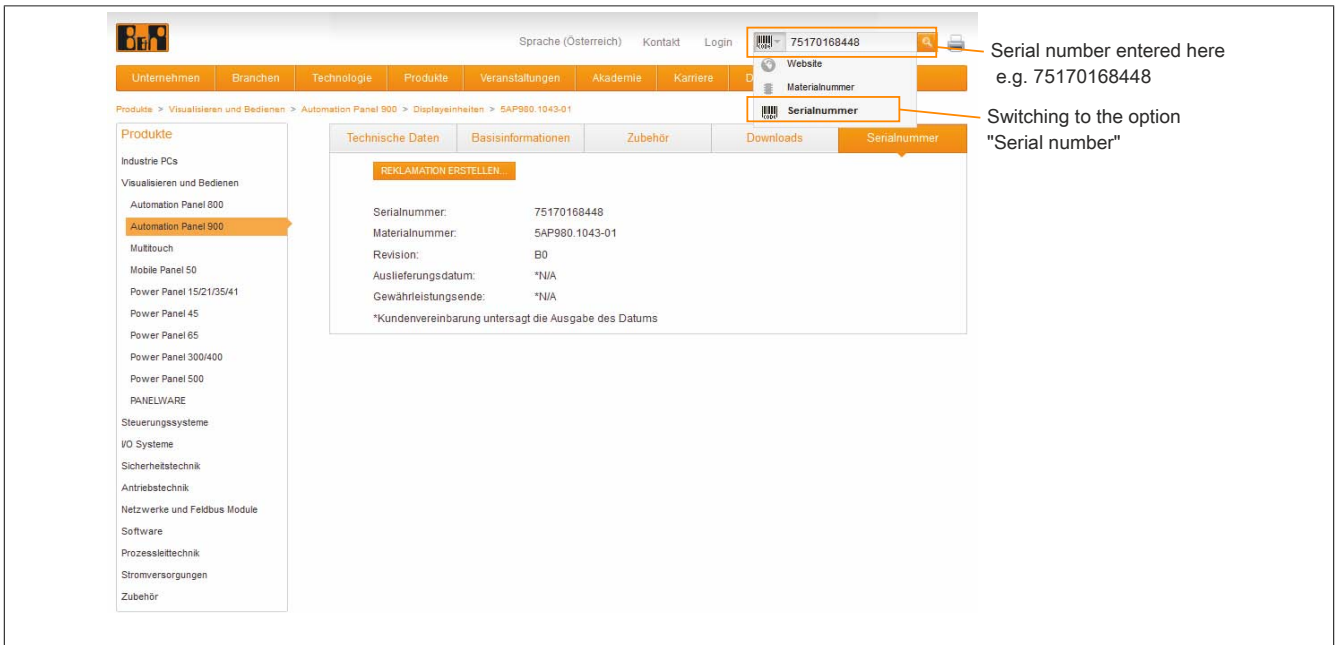 B&R
Sprache (Österreich) Kontakt Login
75170168448
Serial number entered here
e.g. 75170168448
Unternehmen Branchen Technologie Produkte Veranstaltungen Akademie Karriere D
Website
Materialnummer
Serialnummer
Switching to the option
"Serial number"
Produkte > Visualisieren und Bedienen > Automation Panel 900 > Displayeinheiten > 5AP980.1043-01
Produkte
Industrie PCs
Visualisieren und Bedienen
Automation Panel 800
Automation Panel 900
Multitouch
Mobile Panel 50
Power Panel 15/21/35/41
Power Panel 45
Power Panel 65
Power Panel 300/400
Power Panel 500
PANELWARE
Steuerungssysteme
I/O Systeme
Sicherheitstechnik
Antriebstechnik
Netzwerke und Feldbus Module
Software
Prozessleittechnik
Stromversorgungen
Zubehör
Technische Daten Basisinformationen Zubehör Downloads Serialnummer
REKLAMATION ERSTELLEN...
Serialnummer: 75170168448
Materialnummer: 5AP980.1043-01
Revision: B0
Auslieferungsdatum: *N/A
Gewährleistungsende: *N/A
*Kundenvereinbarung untersagt die Ausgabe des Datums